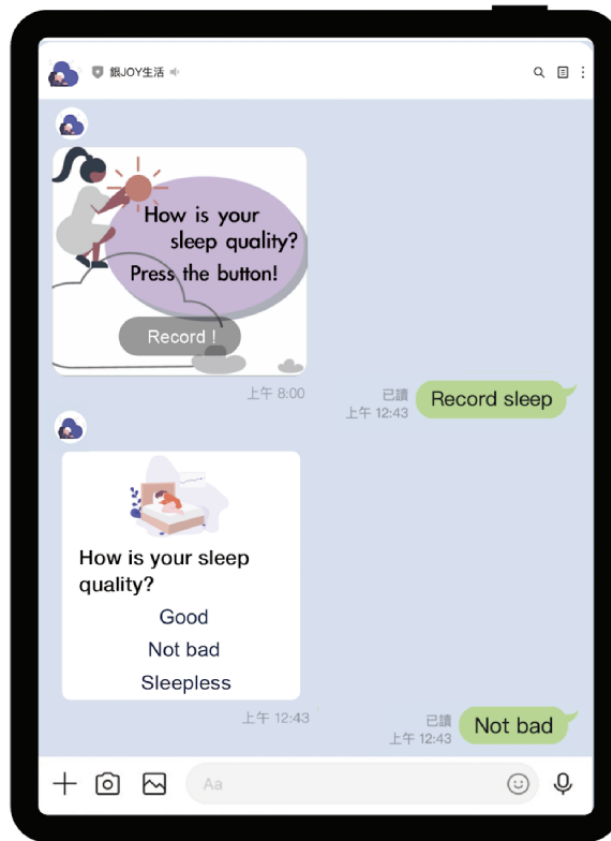 銀JOY生活
How is your
sleep quality?
Press the button!
Record !
上午 8:00
已讀
上午 12:43
Record sleep
How is your sleep
quality?
Good
Not bad
Sleepless
上午 12:43
已讀
上午 12:43
Not bad
Aa